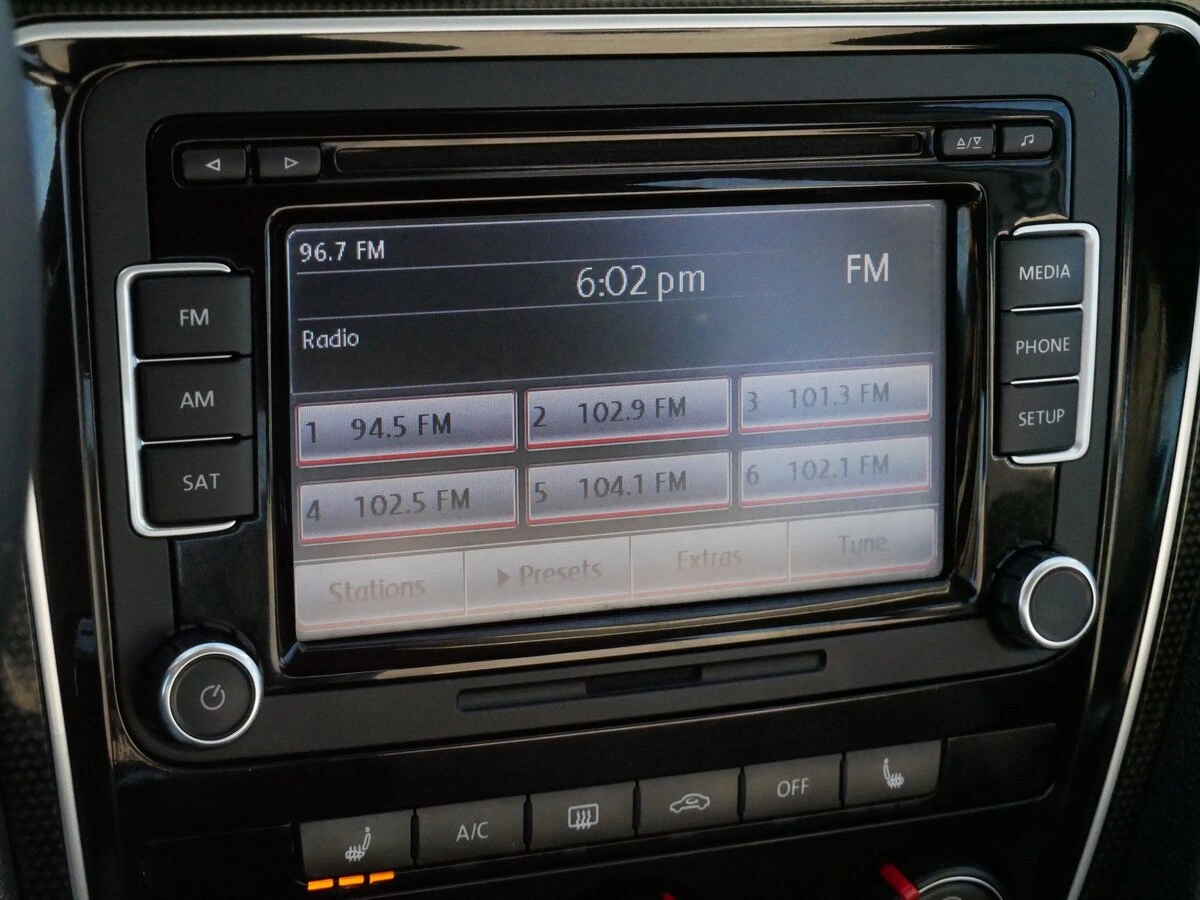 96.7 FM
6:02 pm
FM
Radio
1 94.5 FM
2 102.9 FM
3 101.3 FM
4 102.5 FM
5 104.1 FM
6 102.1 FM
Stations
Presets
Extras
Tune
FM
AM
SAT
MEDIA
PHONE
SETUP
A/C
OFF